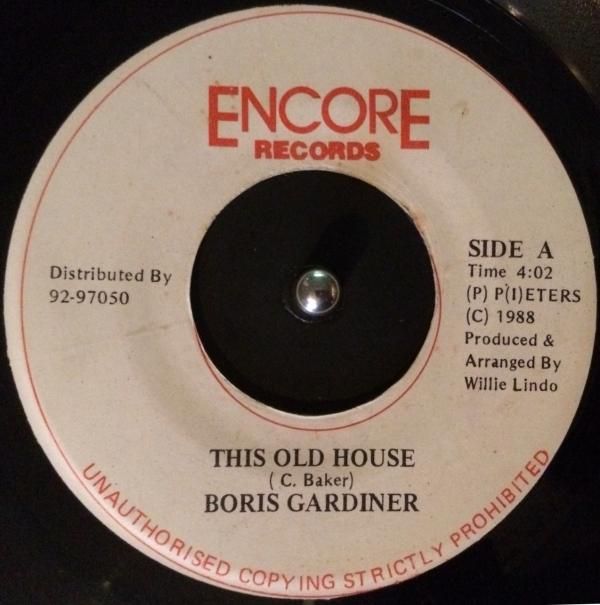 ENCORE
RECORDS
Distributed By
92-97050
SIDE A
Time 4:02
(P) P(I)ETERS
(C) 1988
Produced &
Arranged By
Willie Lindo
THIS OLD HOUSE
( C. Baker)
BORIS GARDINER
UNAUTHORISED COPYING STRICTLY PROHIBITED